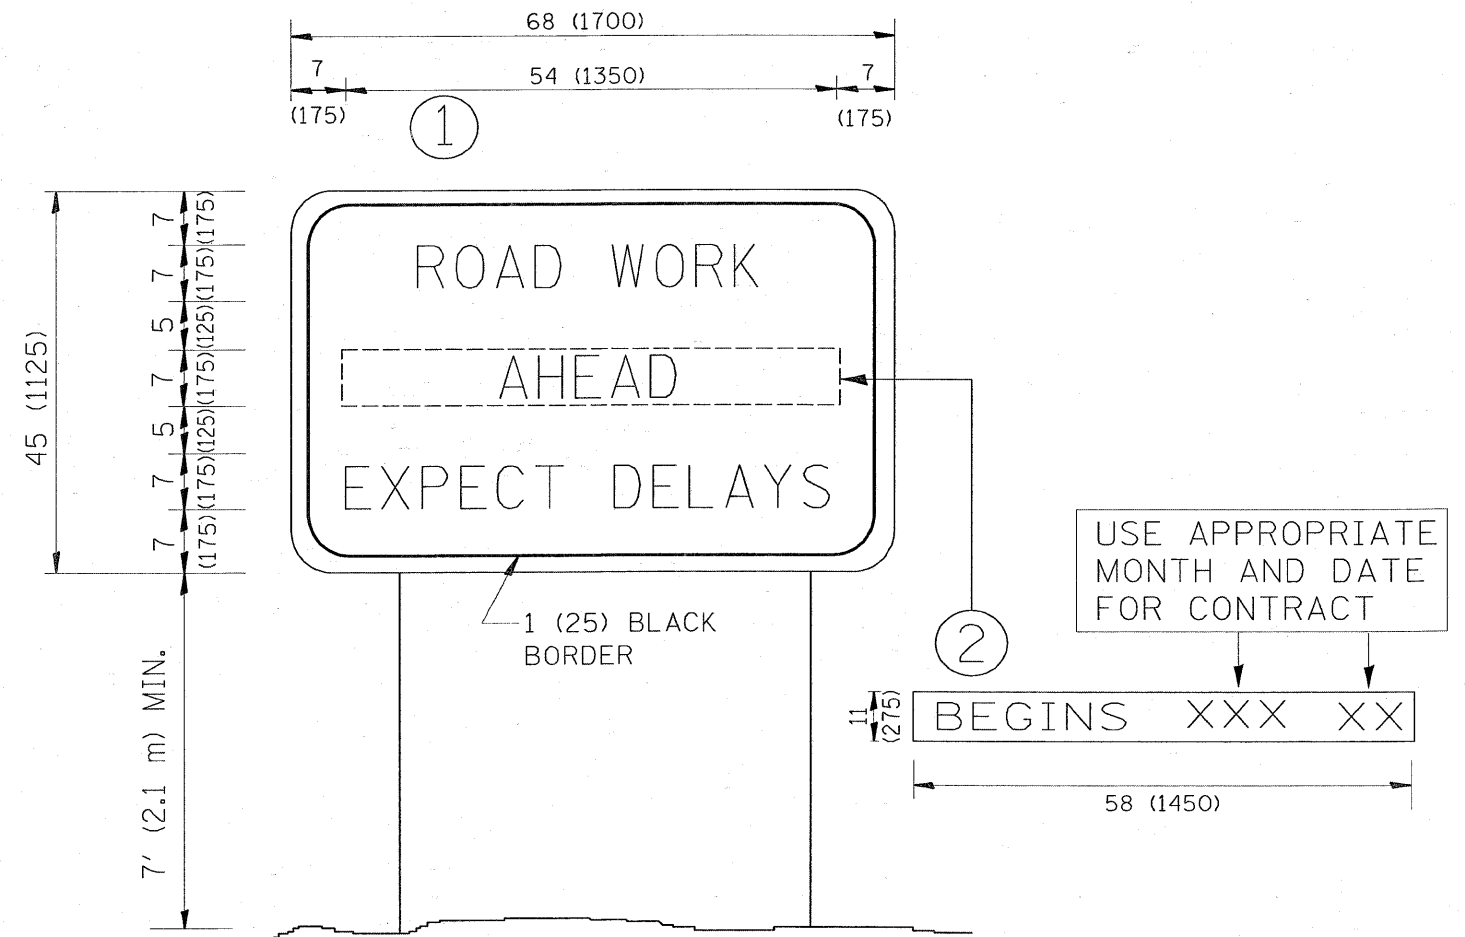 68 (1700)
7
54 (1350)
7
(175)
(175)
1
7
(175)
7
(175)
5
(125)
7
(175)
5
(125)
7
(175)
7
(175)
45 (1125)
ROAD WORK
AHEAD
EXPECT DELAYS
1 (25) BLACK
BORDER
7' (2.1 m) MIN.
2
USE APPROPRIATE
MONTH AND DATE
FOR CONTRACT
11
(275)
BEGINS XXX XX
58 (1450)